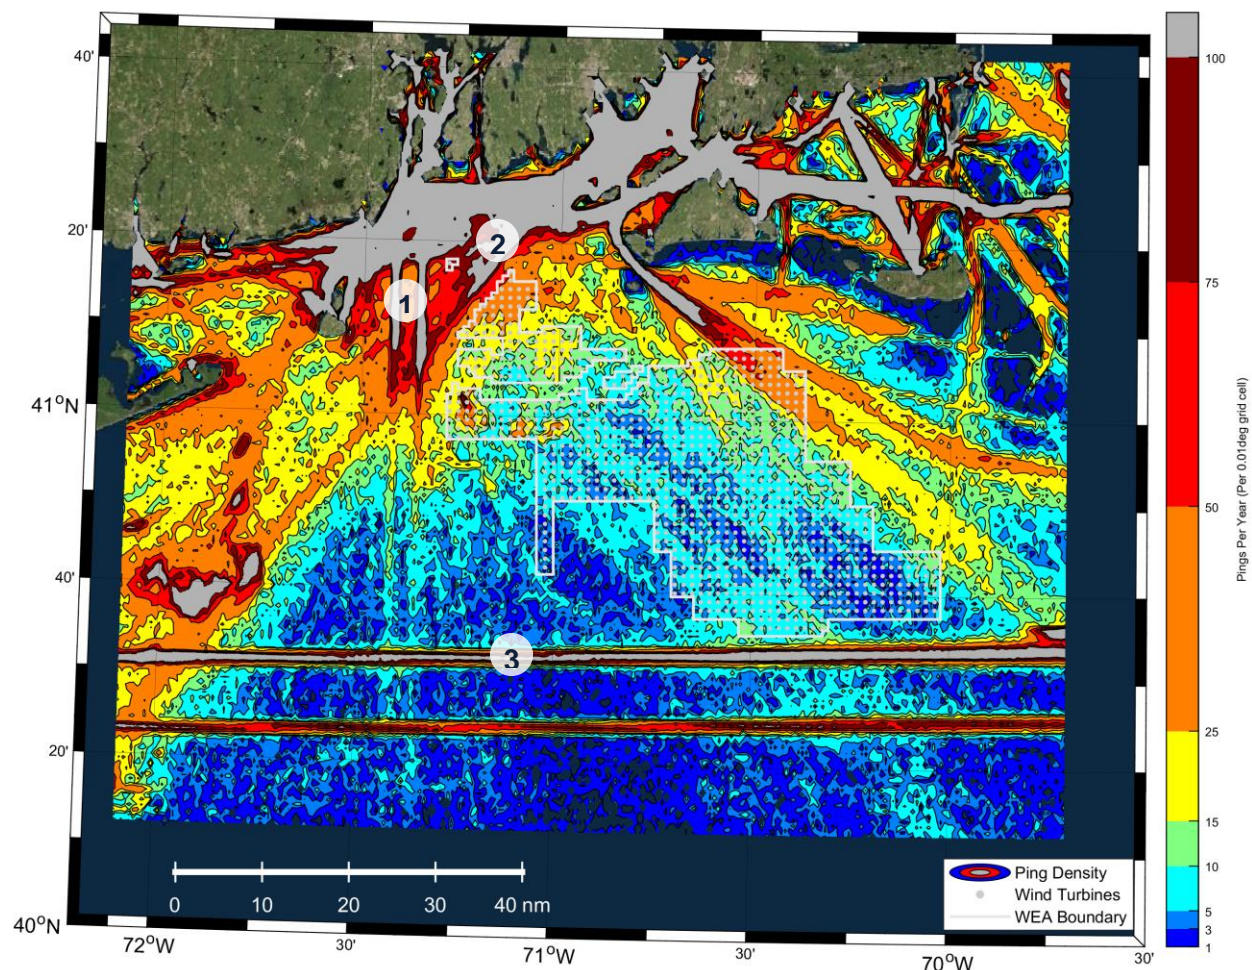 40'
20'
41°N
40'
20'
40°N
72°W
30'
71°W
30'
70°W
30'
1
2
3
0 10 20 30 40 nm
Ping Density
Wind Turbines
WEA Boundary
100
75
50
25
15
10
5
3
1
Pings Per Year (Per 0.01deg grid cell)